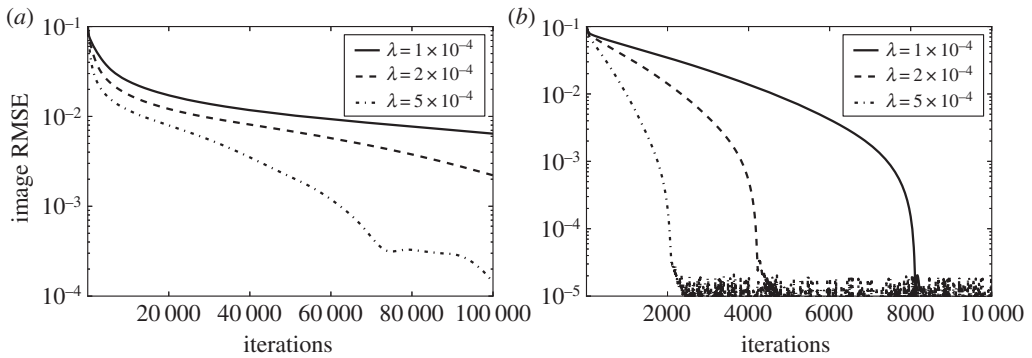 (a)
image RMSE
10⁻¹
10⁻²
10⁻³
10⁻⁴
λ = 1 × 10⁻⁴
λ = 2 × 10⁻⁴
λ = 5 × 10⁻⁴
20 000 40 000 60 000 80 000 100 000
iterations
(b)
10⁻¹
10⁻²
10⁻³
10⁻⁴
10⁻⁵
λ = 1 × 10⁻⁴
λ = 2 × 10⁻⁴
λ = 5 × 10⁻⁴
2000 4000 6000 8000 10 000
iterations